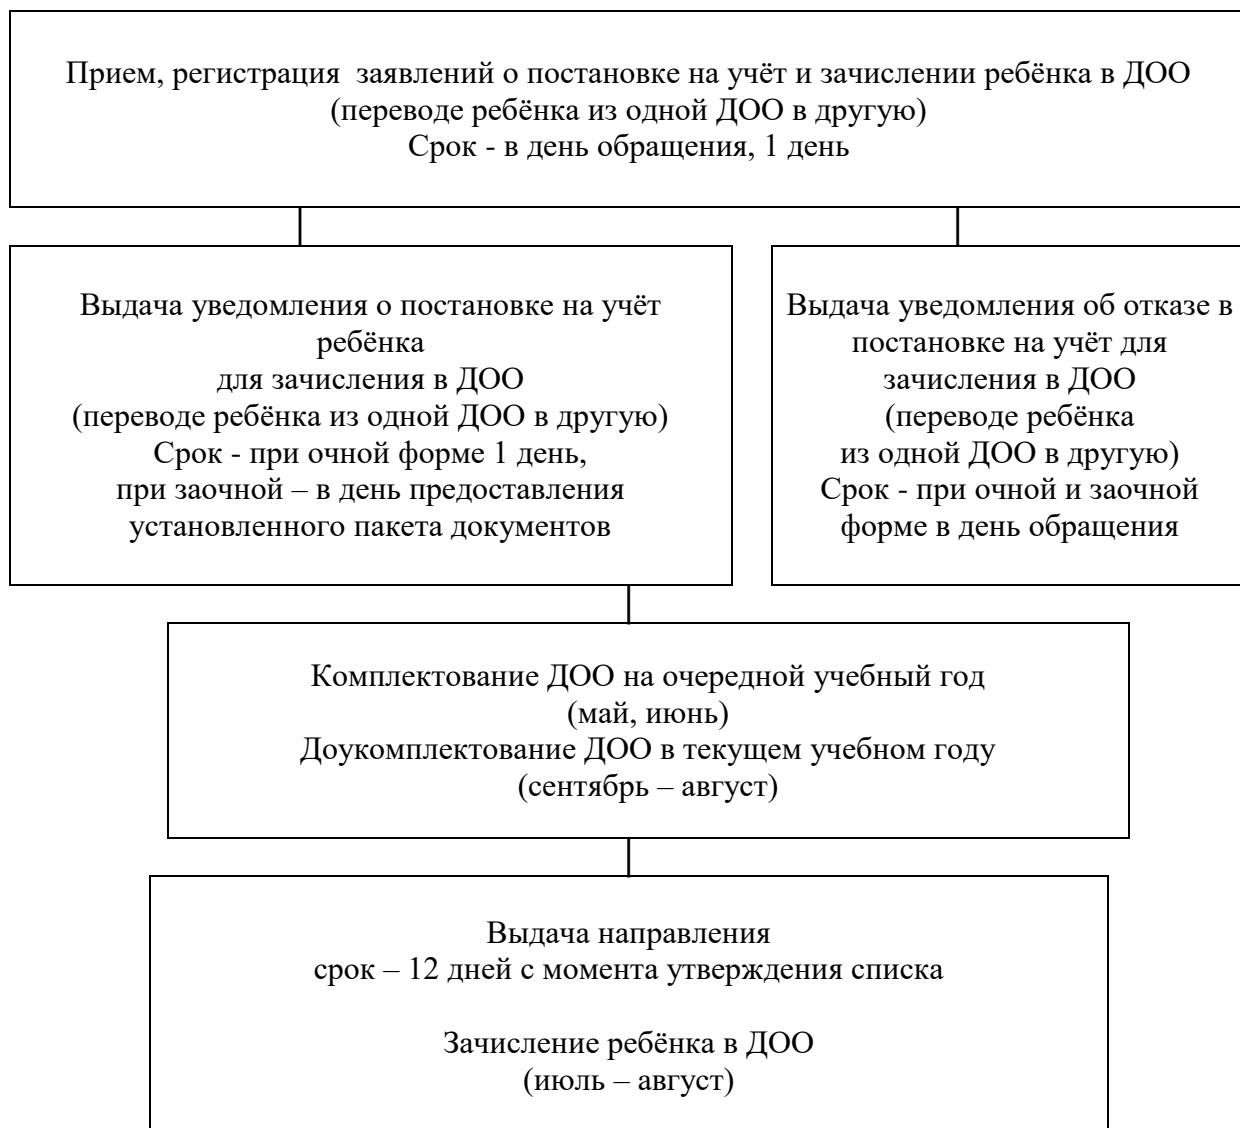 Прием, регистрация  заявлений о постановке на учёт и зачислении ребёнка в ДОО
(переводе ребёнка из одной ДОО в другую)
Срок - в день обращения, 1 день
Выдача уведомления о постановке на учёт
ребёнка
для зачисления в ДОО
(переводе ребёнка из одной ДОО в другую)
Срок - при очной форме 1 день,
при заочной – в день предоставления
установленного пакета документов
Выдача уведомления об отказе в
постановке на учёт для
зачисления в ДОО
(переводе ребёнка
из одной ДОО в другую)
Срок - при очной и заочной
форме в день обращения
Комплектование ДОО на очередной учебный год
(май, июнь)
Доукомплектование ДОО в текущем учебном году
(сентябрь – август)
Выдача направления
срок – 12 дней с момента утверждения списка
Зачисление ребёнка в ДОО
(июль – август)